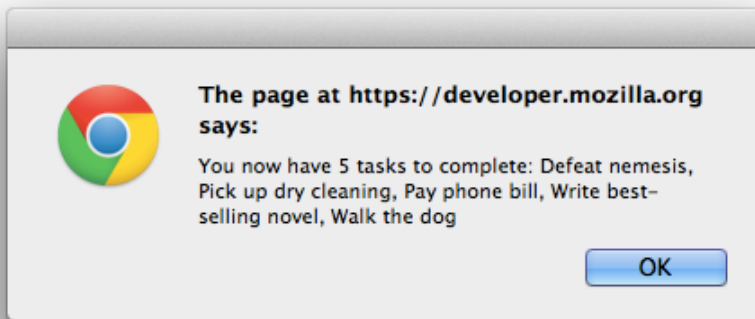 The page at https://developer.mozilla.org
says:
You now have 5 tasks to complete: Defeat nemesis,
Pick up dry cleaning, Pay phone bill, Write best-
selling novel, Walk the dog
OK